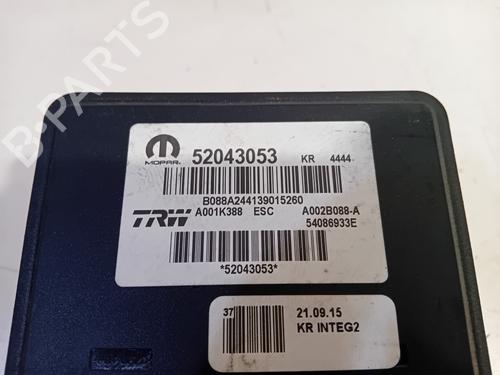 B-PARTS
MOPAR
52043053 KR 4444
B088A244139015260
TRW A001K388 ESC A002B088-A
54086933E
*52043053*
37 21.09.15
KR INTEG2